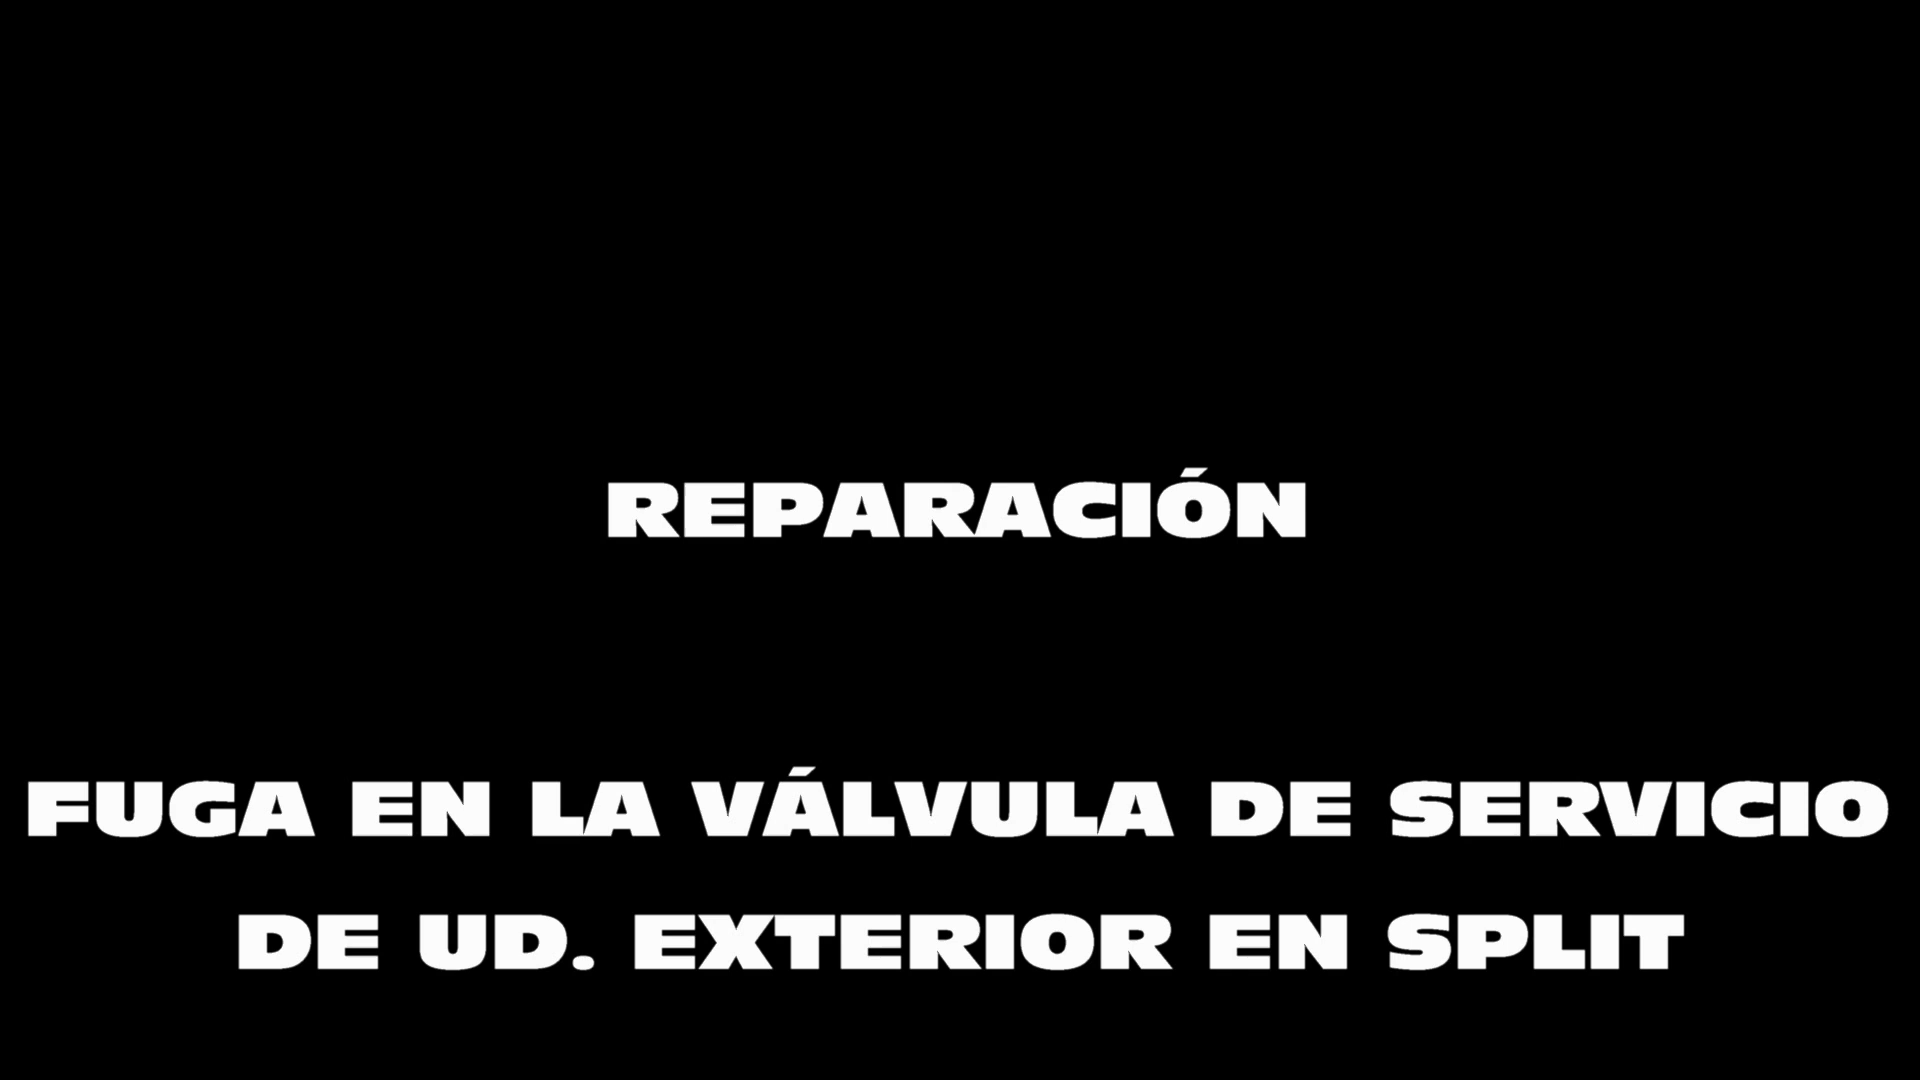 REPARACIÓN
FUGA EN LA VÁLVULA DE SERVICIO
DE UD. EXTERIOR EN SPLIT